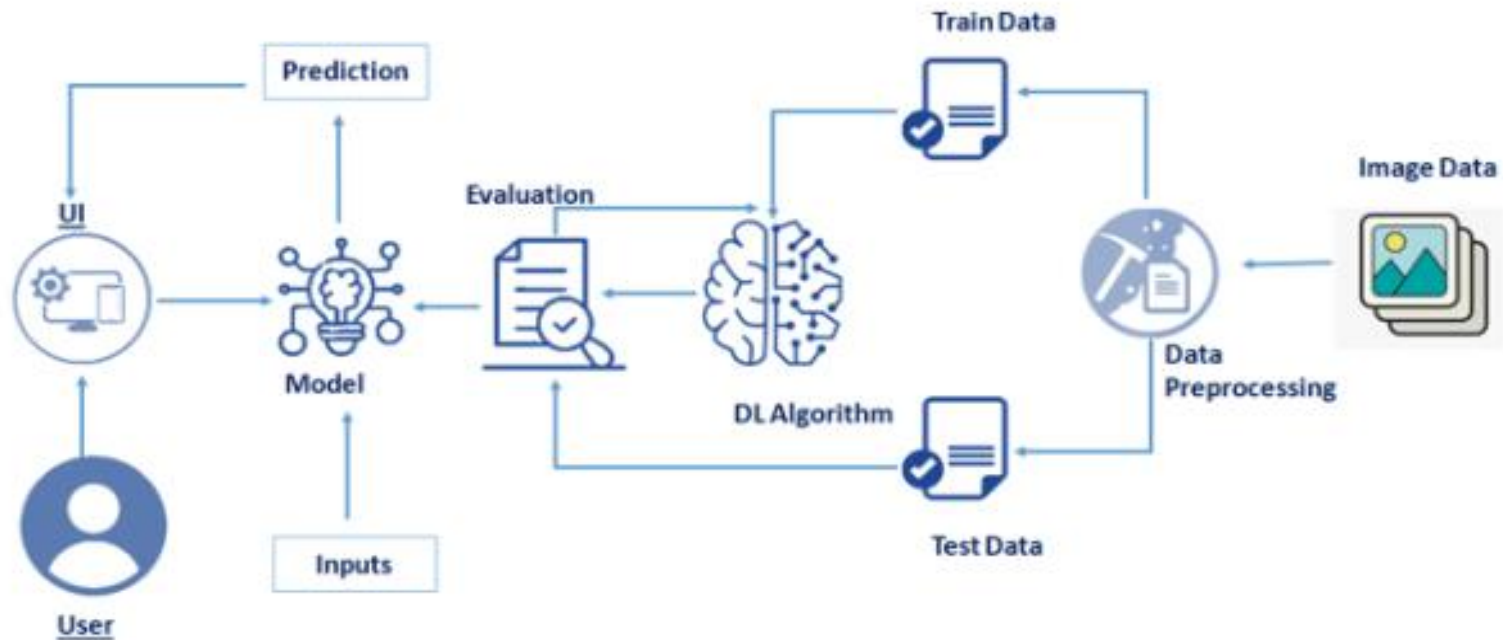 Train Data
Prediction
Image Data
Evaluation
UI
Data
Preprocessing
Model
DL Algorithm
Test Data
Inputs
User